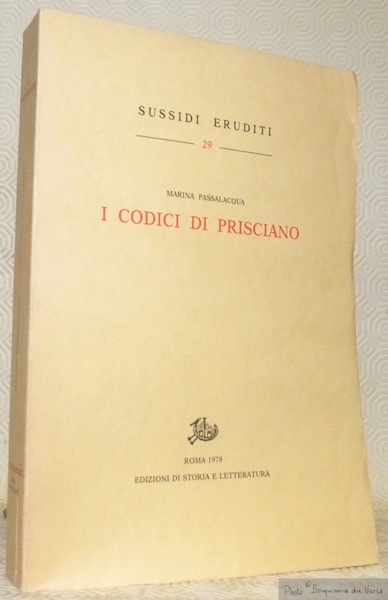 SUSSIDI ERUDITI
29
MARINA PASSALACQUA
I CODICI DI PRISCIANO
ROMA 1978
EDIZIONI DI STORIA E LETTERATURA
Photo © Bouquinerie du Varis